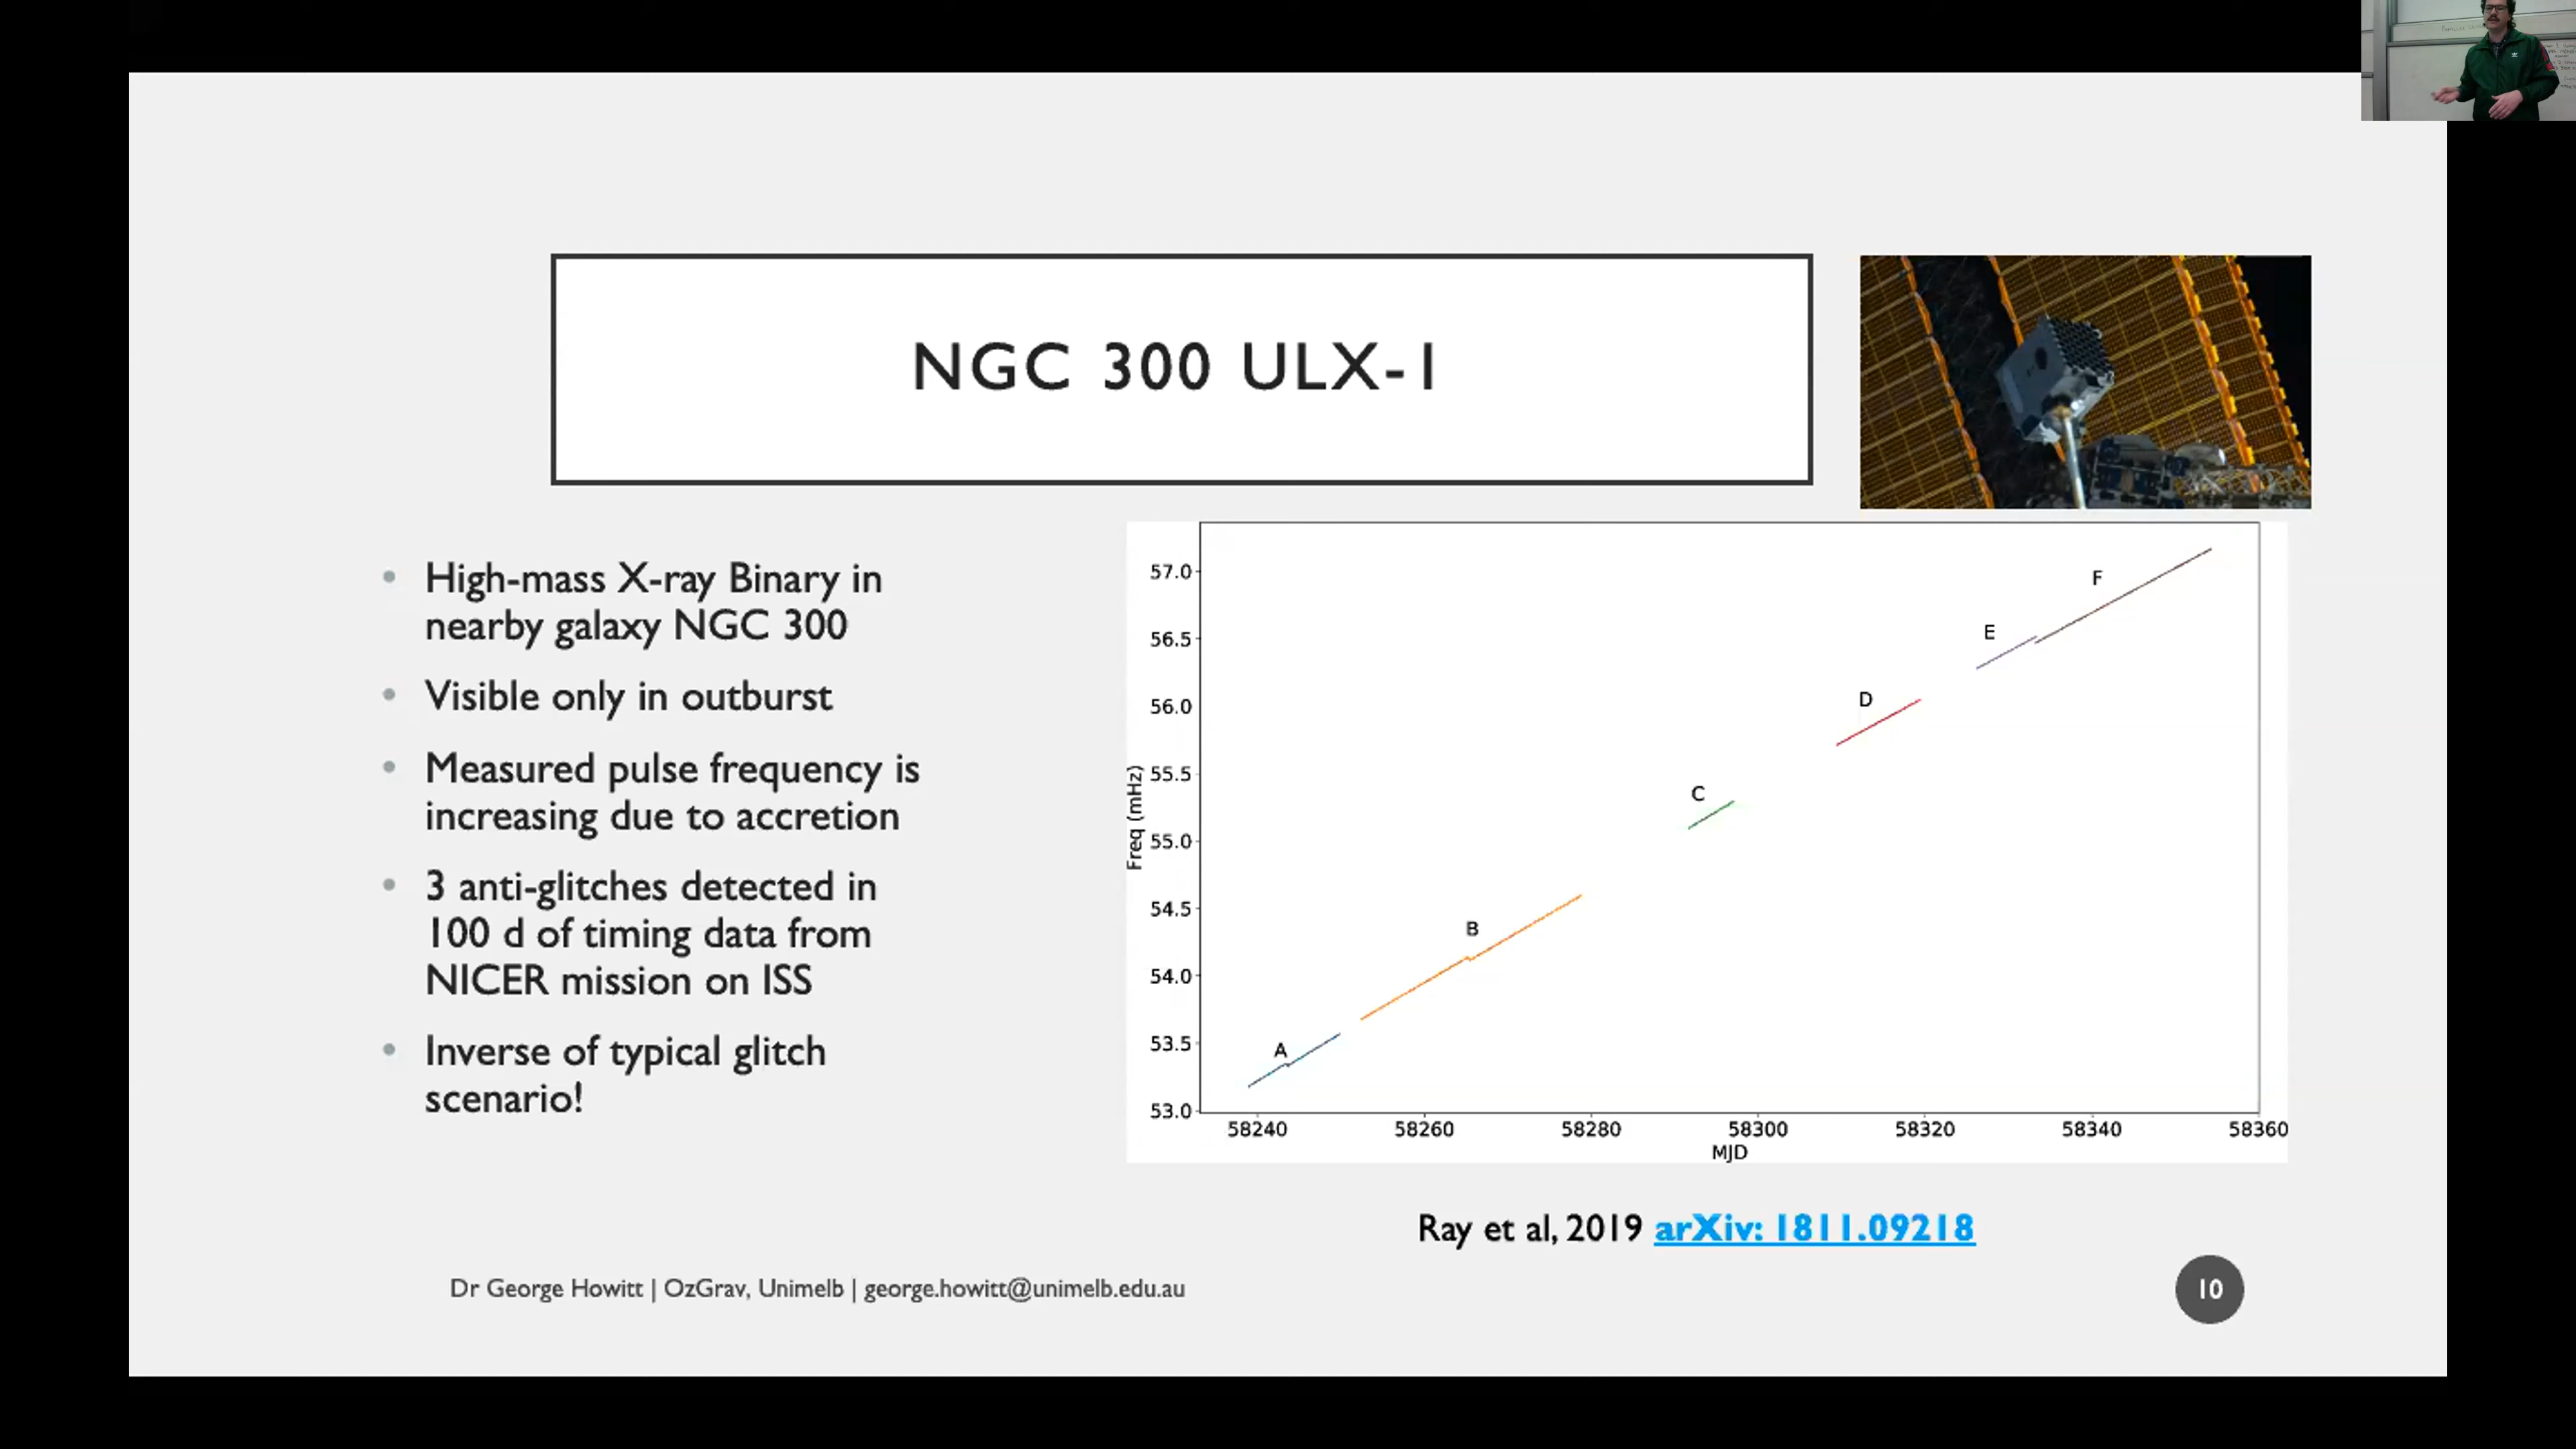 NGC 300 ULX-1
High-mass X-ray Binary in
nearby galaxy NGC 300
Visible only in outburst
Measured pulse frequency is
increasing due to accretion
3 anti-glitches detected in
100 d of timing data from
NICER mission on ISS
Inverse of typical glitch
scenario!
57.0
56.5
56.0
55.5
55.0
54.5
54.0
53.5
53.0
Freq (mHz)
A
B
C
D
E
F
58240 58260 58280 58300 58320 58340 58360
MJD
Ray et al, 2019 arXiv: 1811.09218
Dr George Howitt | OzGrav, Unimelb | george.howitt@unimelb.edu.au
10